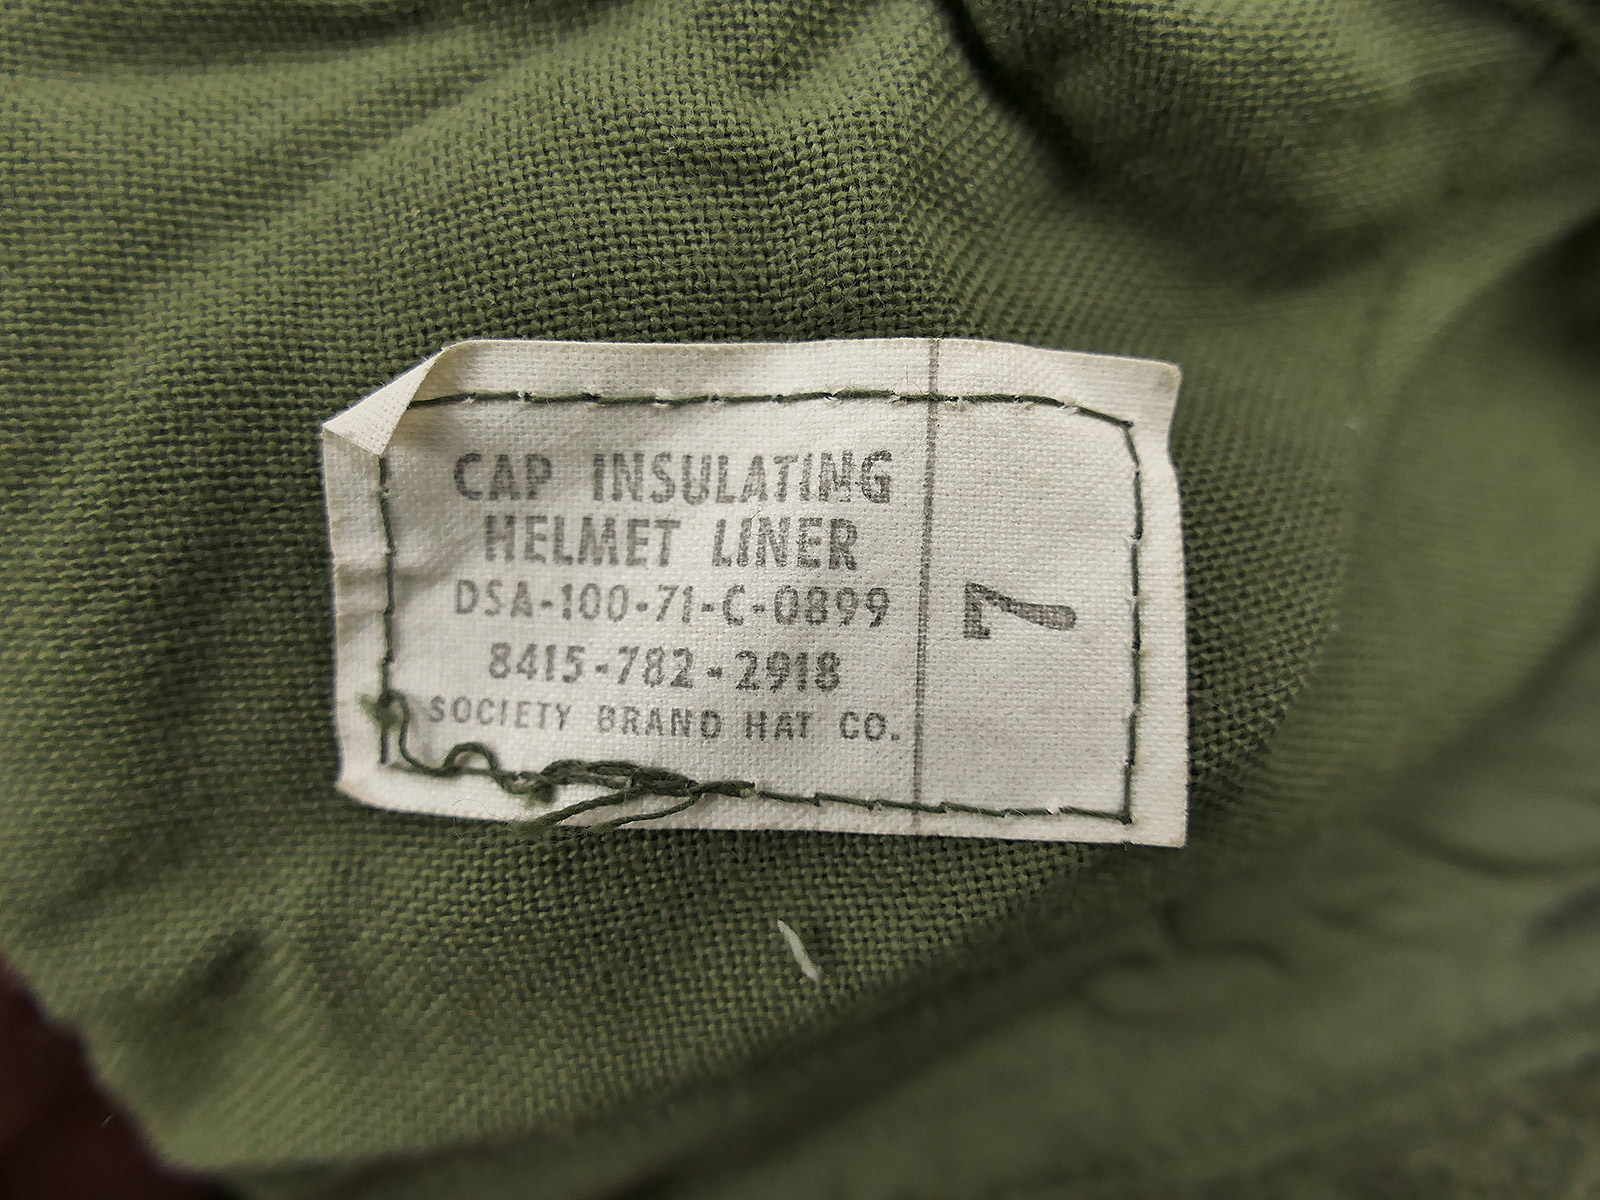 CAP INSULATING
HELMET LINER
DSA-100-71-C-0899
8415-782-2918
SOCIETY BRAND HAT CO.
7